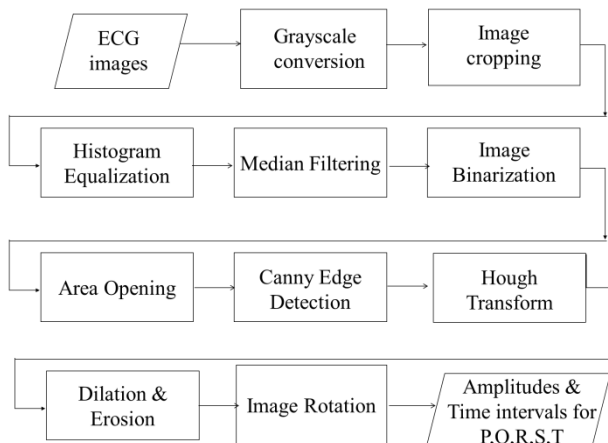 ECG
images
Grayscale
conversion
Image
cropping
Histogram
Equalization
Median Filtering
Image
Binarization
Area Opening
Canny Edge
Detection
Hough
Transform
Dilation &
Erosion
Image Rotation
Amplitudes &
Time intervals for
P,Q,R,S,T